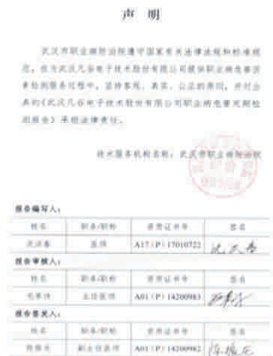 声 明
武汉市职业病防治院遵守国家有关法律法规和标准规
范，在为武汉凡谷电子技术股份有限公司提供职业病危害因
素检测服务过程中，坚持客观、真实、公正的原则，并对出
具的《武汉凡谷电子技术股份有限公司职业病危害定期检
测报告》承担法律责任。
技术服务机构名称：武汉市职业病防治院
报告编写人：
姓名 职务/职称 资质证书号 签名
医师 A17（P）17010722
报告审核人：
姓名 职务/职称 资质证书号 签名
主任医师 A01（P）14200983
报告签发人：
姓名 职务/职称 资质证书号 签名
副主任医师 A01（P）14200982